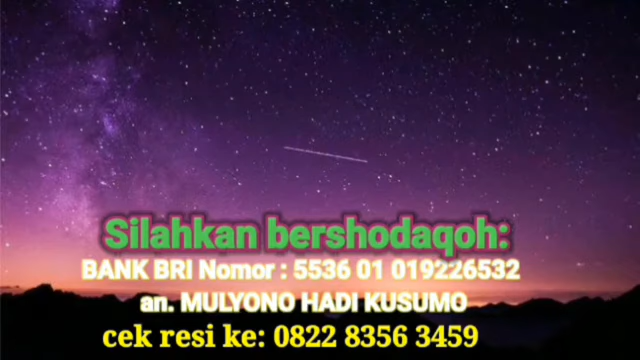 Silahkan bershodaqoh:
BANK BRI Nomor : 5536 01 019226532
an. MULYONO HADI KUSUMO
cek resi ke: 0822 8356 3459